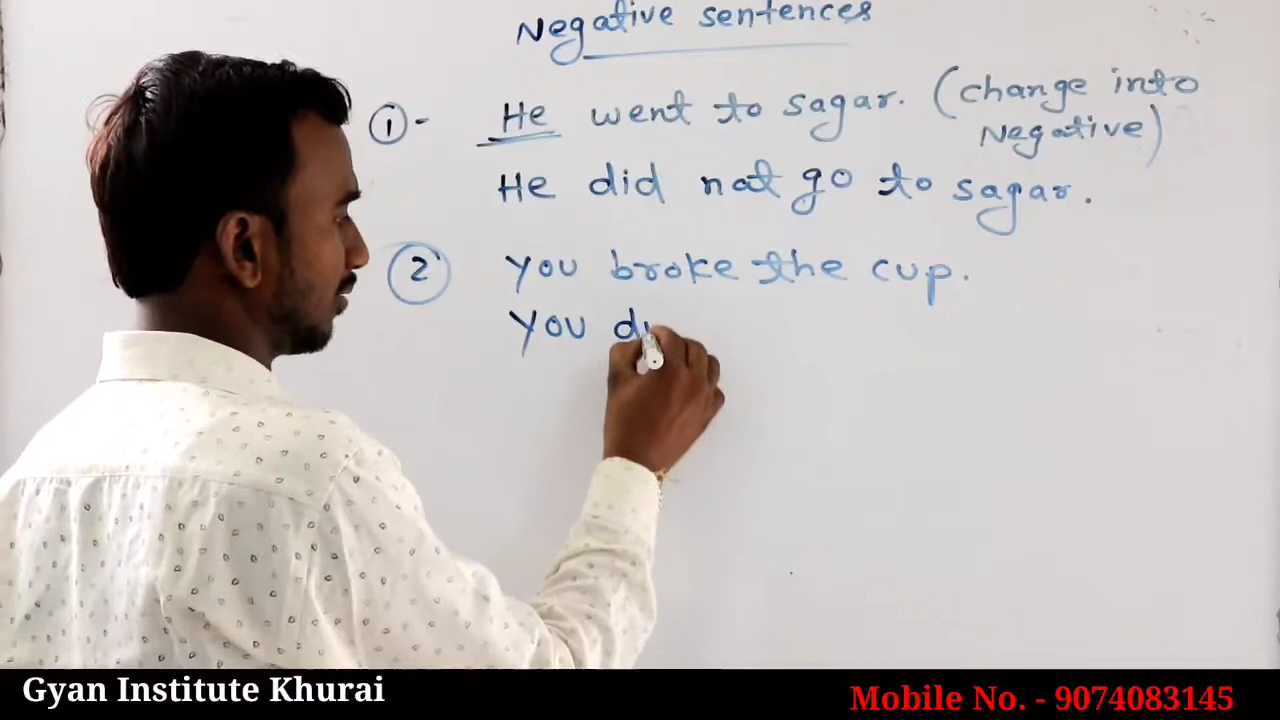 Negative sentences
①- He went to sagar. (change into
Negative)
He did not go to sagar.
② You broke the cup.
You di
Gyan Institute Khurai
Mobile No. - 9074083145